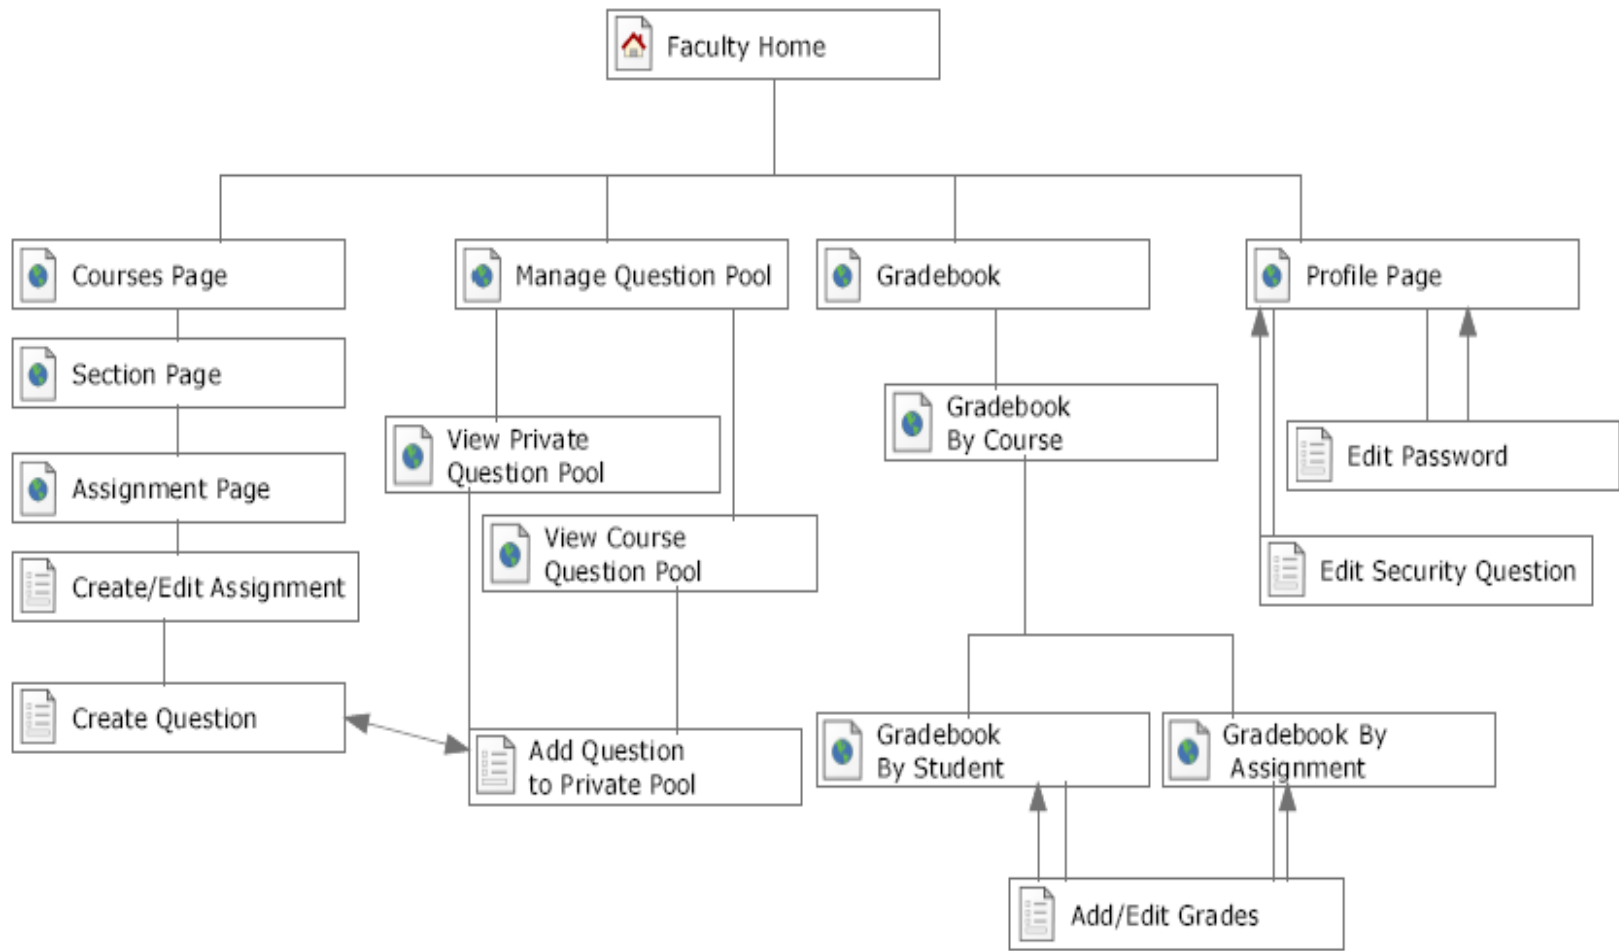 Faculty Home
Courses Page
Manage Question Pool
Gradebook
Profile Page
Section Page
Gradebook
By Course
View Private
Question Pool
Edit Password
Assignment Page
View Course
Question Pool
Edit Security Question
Create/Edit Assignment
Create Question
Add Question
to Private Pool
Gradebook
By Student
Gradebook By
Assignment
Add/Edit Grades